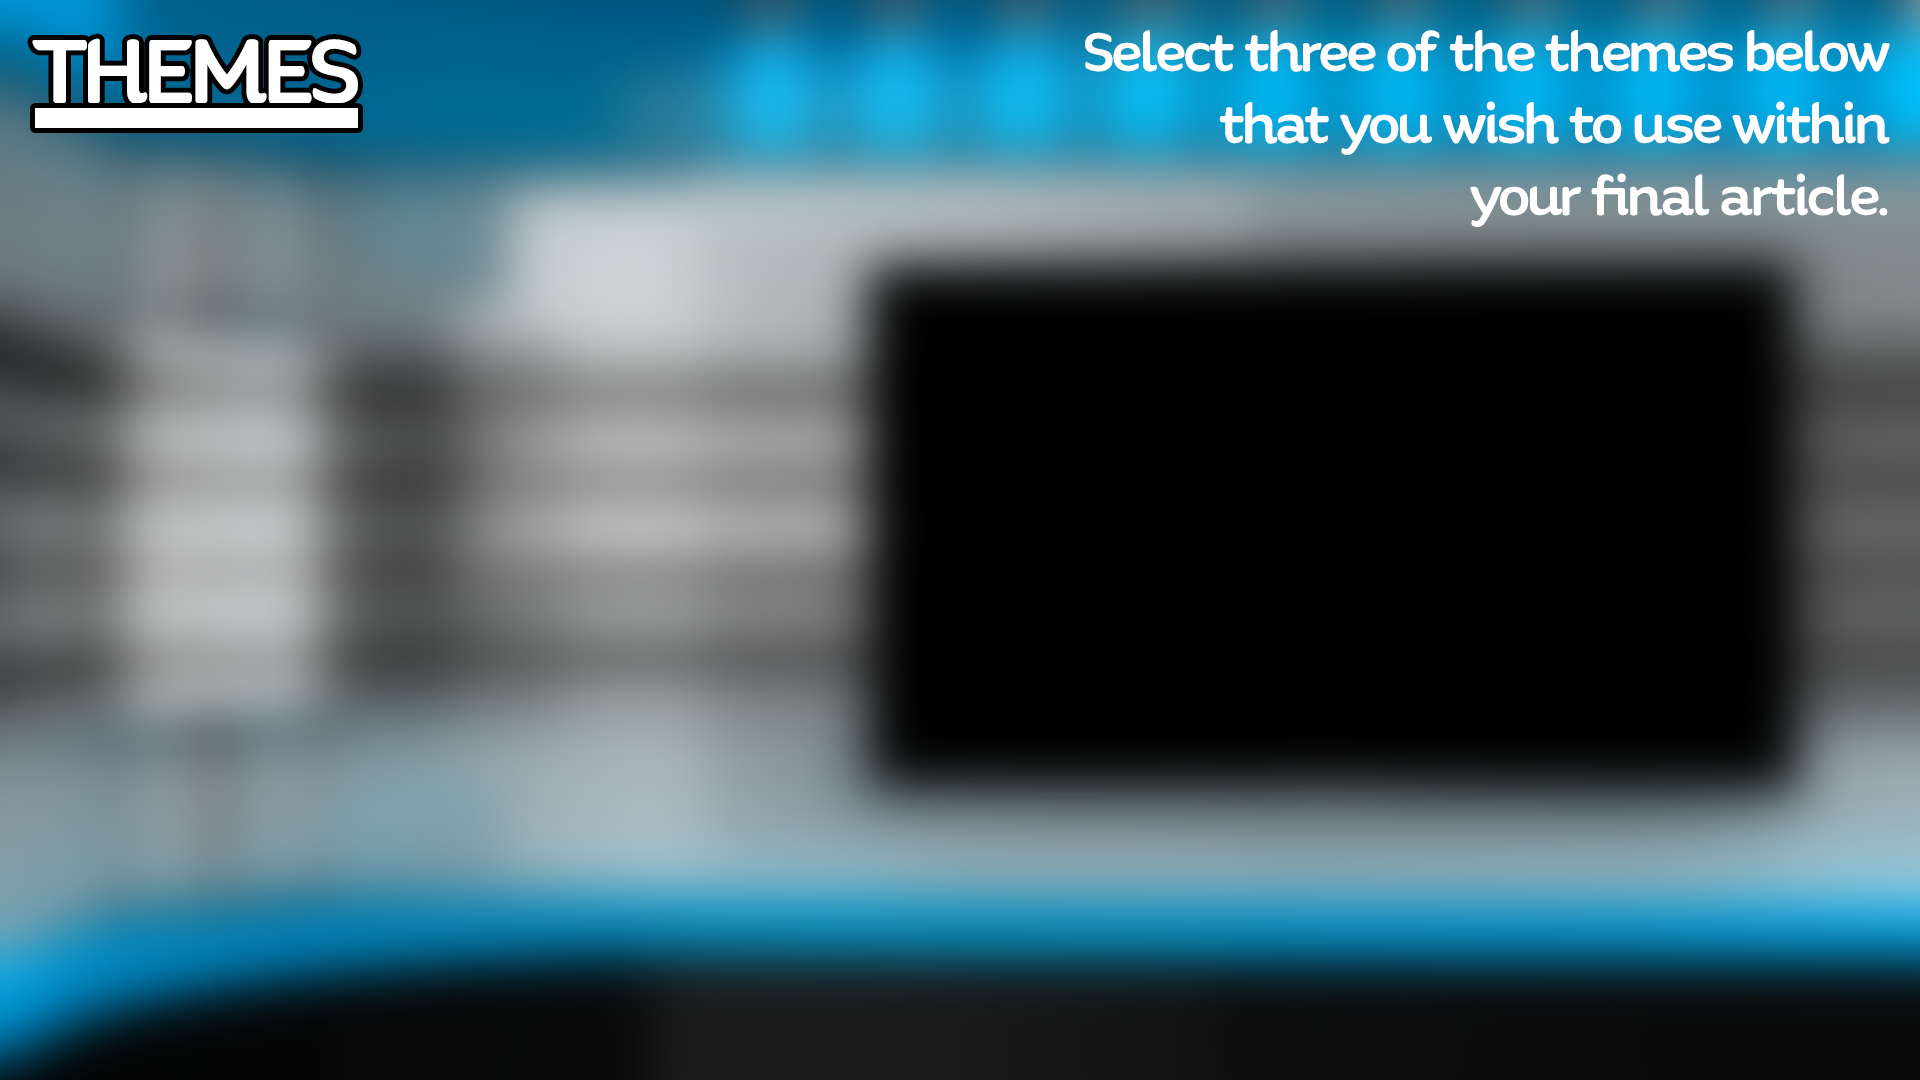 THEMES
Select three of the themes below
that you wish to use within
your final article.